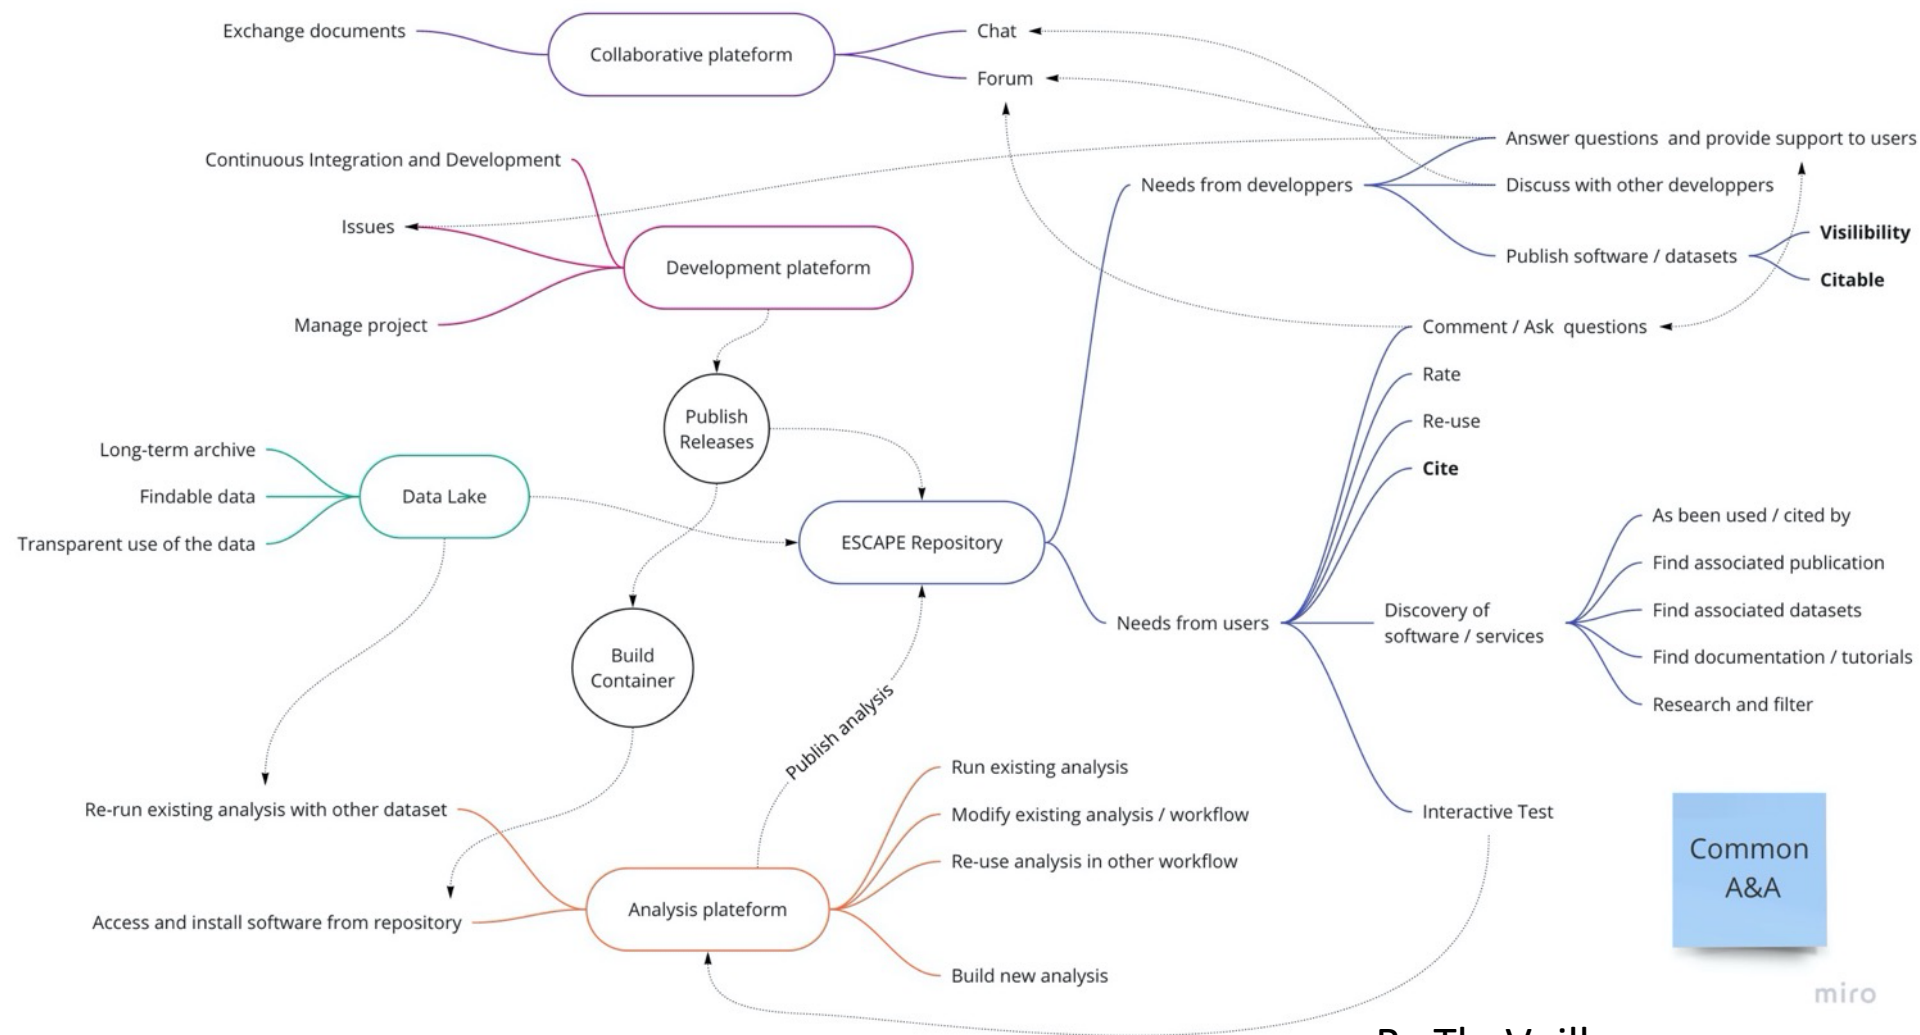 Exchange documents
Collaborative plateform
Chat
Forum
Continuous Integration and Development
Issues
Manage project
Development plateform
Answer questions and provide support to users
Needs from developpers
Discuss with other developpers
Publish software / datasets
Visilibility
Citable
Comment / Ask questions
Rate
Re-use
Cite
Publish
Releases
Long-term archive
Findable data
Transparent use of the data
Data Lake
ESCAPE Repository
Needs from users
Discovery of
software / services
As been used / cited by
Find associated publication
Find associated datasets
Find documentation / tutorials
Research and filter
Build
Container
Publish analysis
Interactive Test
Re-run existing analysis with other dataset
Access and install software from repository
Analysis plateform
Run existing analysis
Modify existing analysis / workflow
Re-use analysis in other workflow
Build new analysis
Common
A&A
miro